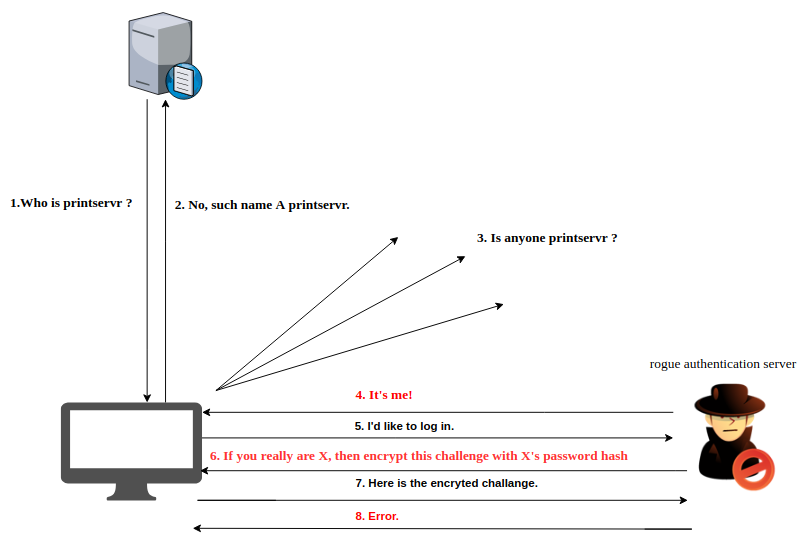 1.Who is printservr ?
2. No, such name A printservr.
3. Is anyone printservr ?
rogue authentication server
4. It's me!
5. I'd like to log in.
6. If you really are X, then encrypt this challenge with X's password hash
7. Here is the encryted challange.
8. Error.